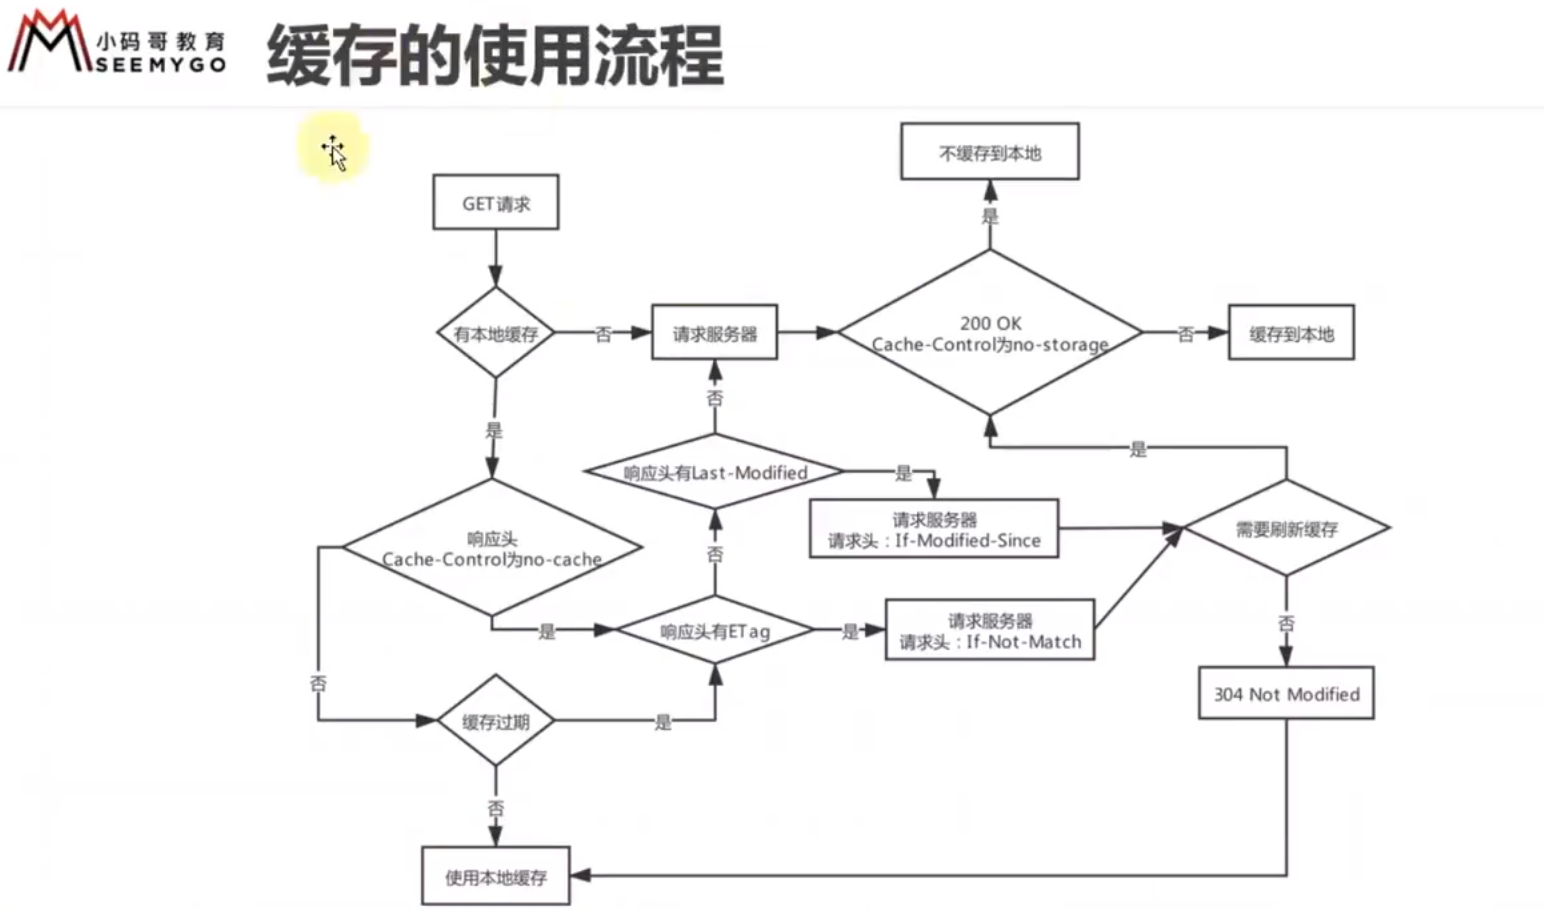 小码哥教育
SEEMYGO
缓存的使用流程
不缓存到本地
是
GET请求
有本地缓存
否
请求服务器
200 OK
Cache-Control为no-storage
否
缓存到本地
是
否
响应头有Last-Modified
是
请求服务器
请求头：If-Modified-Since
是
需要刷新缓存
响应头
Cache-Control为no-cache
否
是
响应头有ETag
是
请求服务器
请求头：If-Not-Match
否
304 Not Modified
否
缓存过期
是
否
使用本地缓存